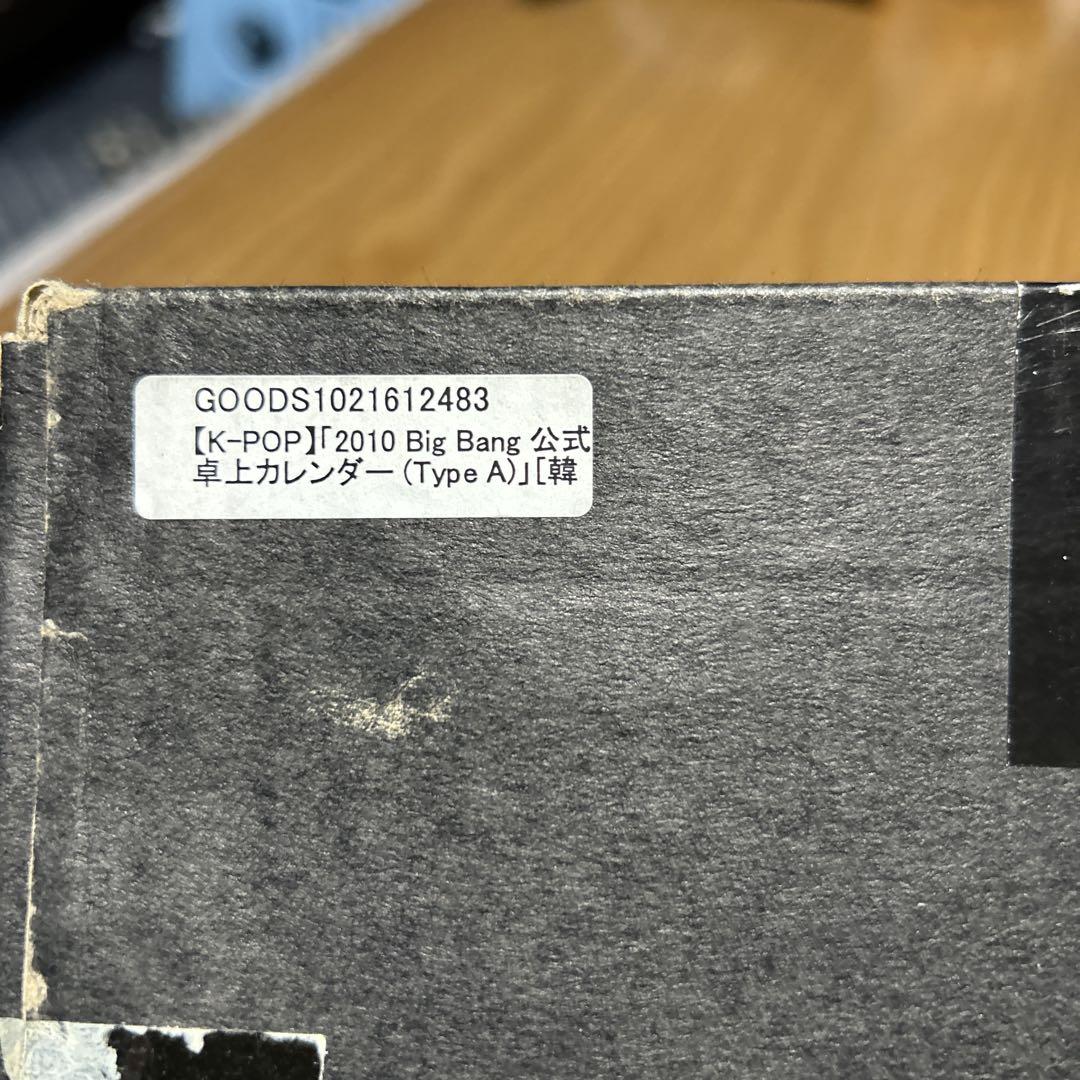 GOODS1021612483
【K-POP】「2010 Big Bang 公式
卓上カレンダー (Type A)」[韓